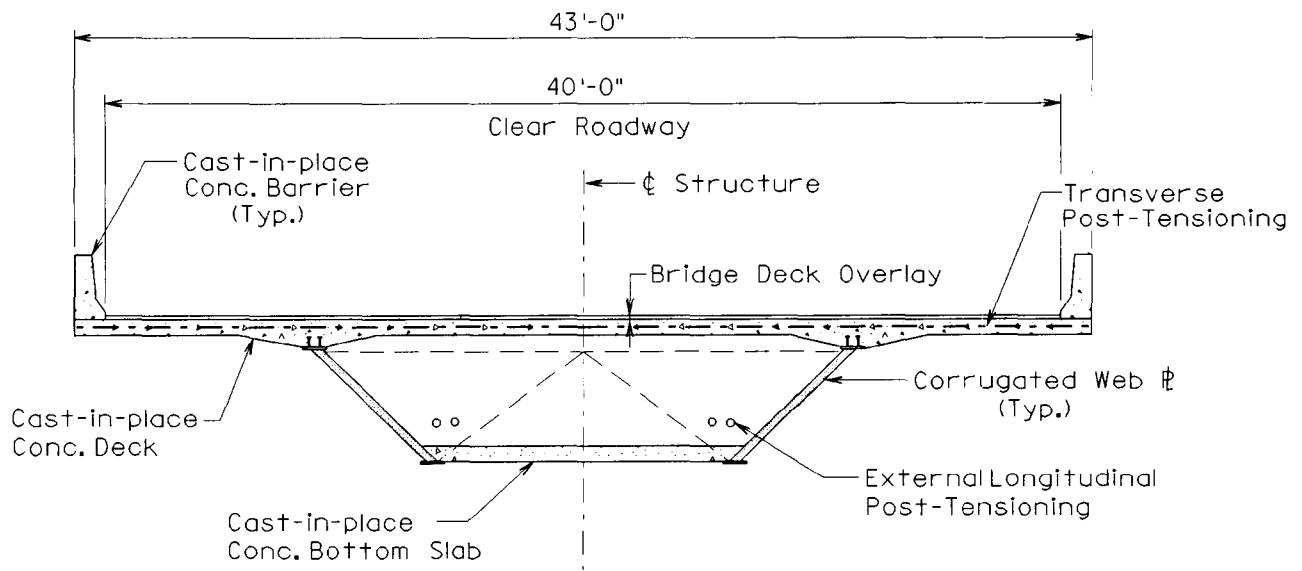 43'-0"
40'-0"
Clear Roadway
Cast-in-place
Conc. Barrier
(Typ.)
℄ Structure
Transverse
Post-Tensioning
Bridge Deck Overlay
Corrugated Web ⅊
(Typ.)
Cast-in-place
Conc. Deck
External Longitudinal
Post-Tensioning
Cast-in-place
Conc. Bottom Slab